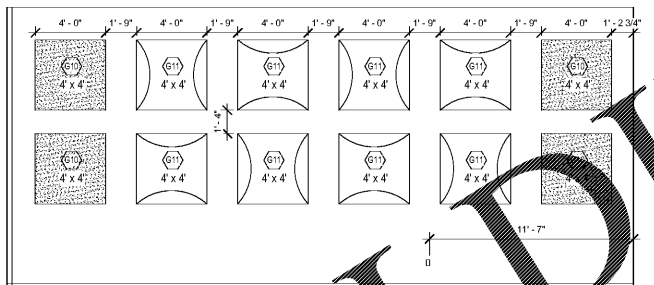 4' - 0" 1' - 9" 4' - 0" 1' - 9" 4' - 0" 1' - 9" 4' - 0" 1' - 9" 4' - 0" 1' - 9" 4' - 0" 1' - 2 3/4"
G10 G11 G11 G11 G11 G10
4' x 4' 4' x 4' 4' x 4' 4' x 4' 4' x 4' 4' x 4'
1' - 4"
G10 G11 G11 G11 G11 G10
4' x 4' 4' x 4' 4' x 4' 4' x 4' 4' x 4' 4' x 4'
11' - 7"